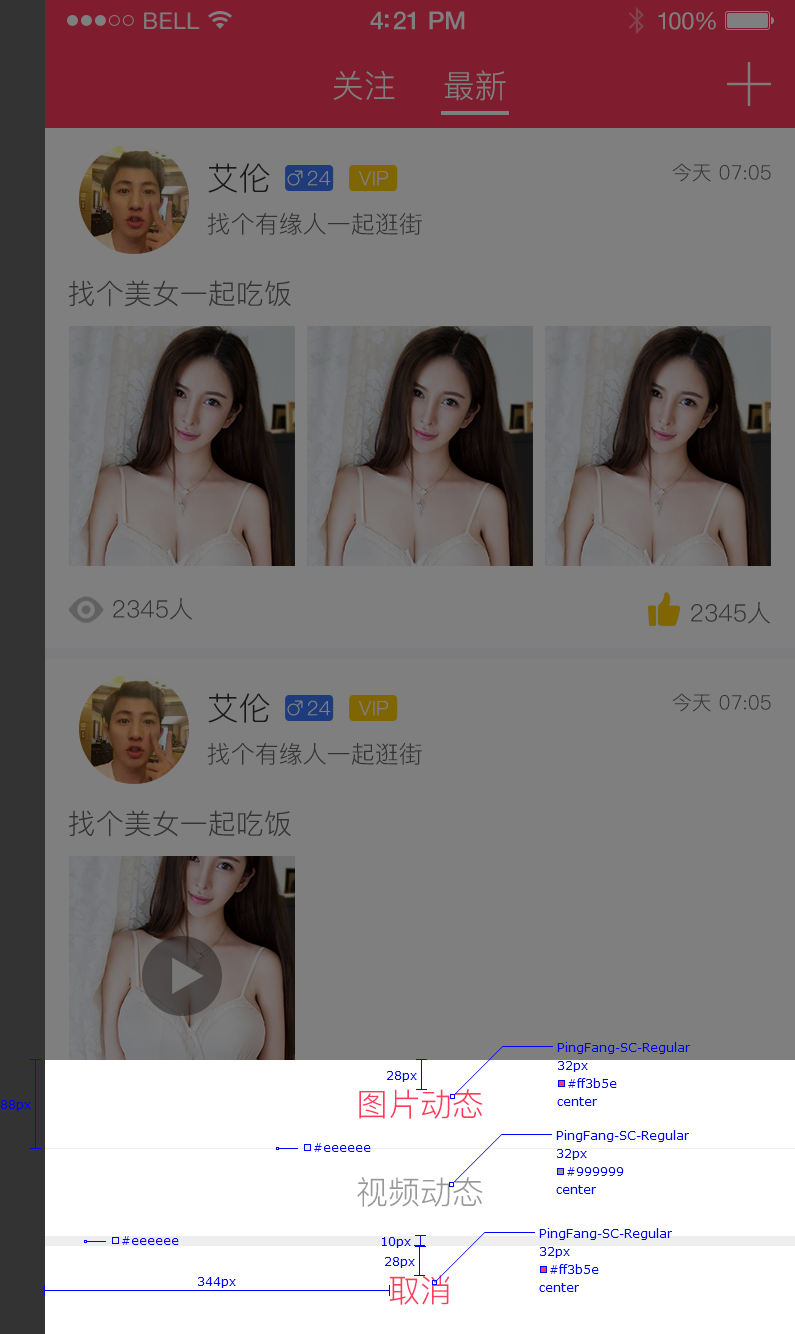 BELL 4:21 PM 100%
关注 最新
艾伦 ♂24 VIP 今天 07:05
找个有缘人一起逛街
找个美女一起吃饭
2345人 2345人
艾伦 ♂24 VIP 今天 07:05
找个有缘人一起逛街
找个美女一起吃饭
PingFang-SC-Regular
32px
#ff3b5e
center
28px
88px
图片动态
#eeeeee
PingFang-SC-Regular
32px
#999999
center
视频动态
#eeeeee
10px
28px
PingFang-SC-Regular
32px
#ff3b5e
center
344px
取消